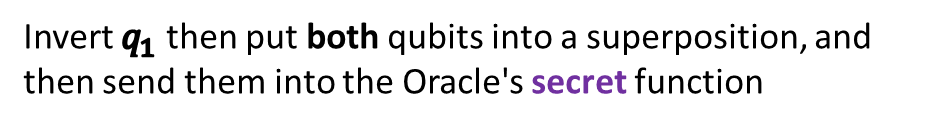 Invert q₁ then put both qubits into a superposition, and
then send them into the Oracle's secret function